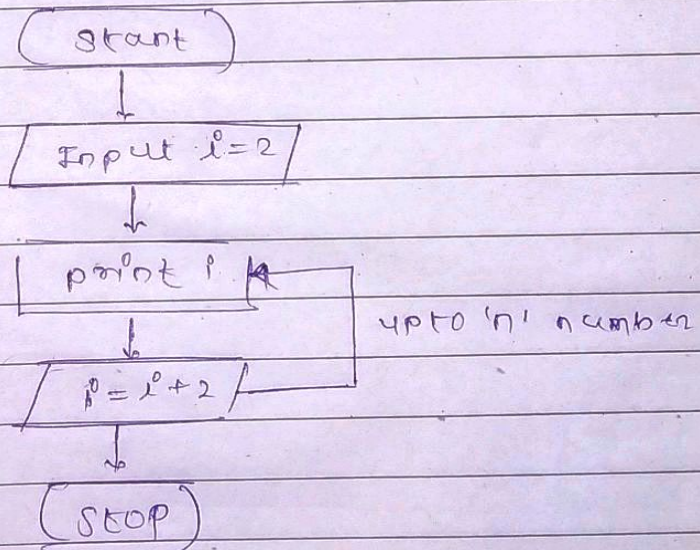 Start
Input i = 2
print i
upto 'n' number
i = i + 2
Stop